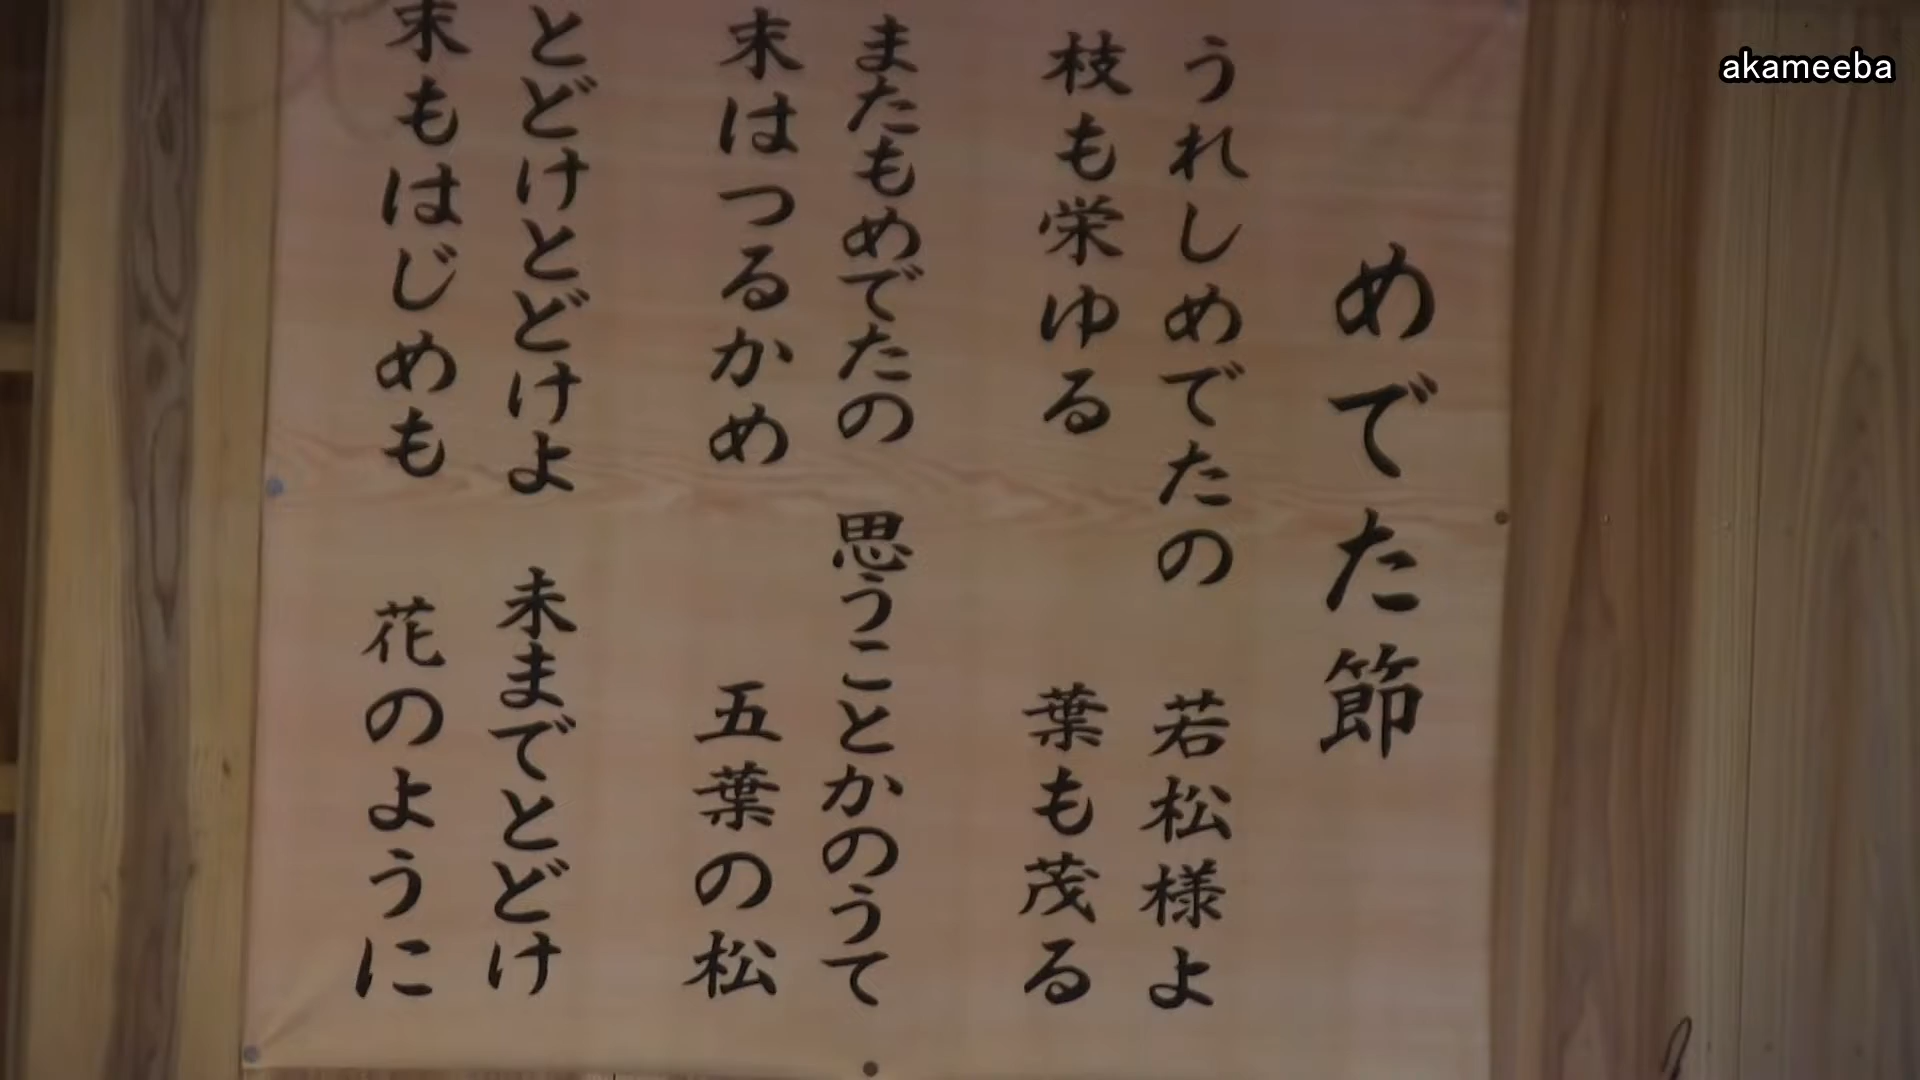 めでた節
うれしめでたの 若松様よ
枝も栄ゆる 葉も茂る
またもめでたの 思うことかのうて
末はつるかめ 五葉の松
とどけとどけよ 末までとどけ
末もはじめも 花のように
akameeba